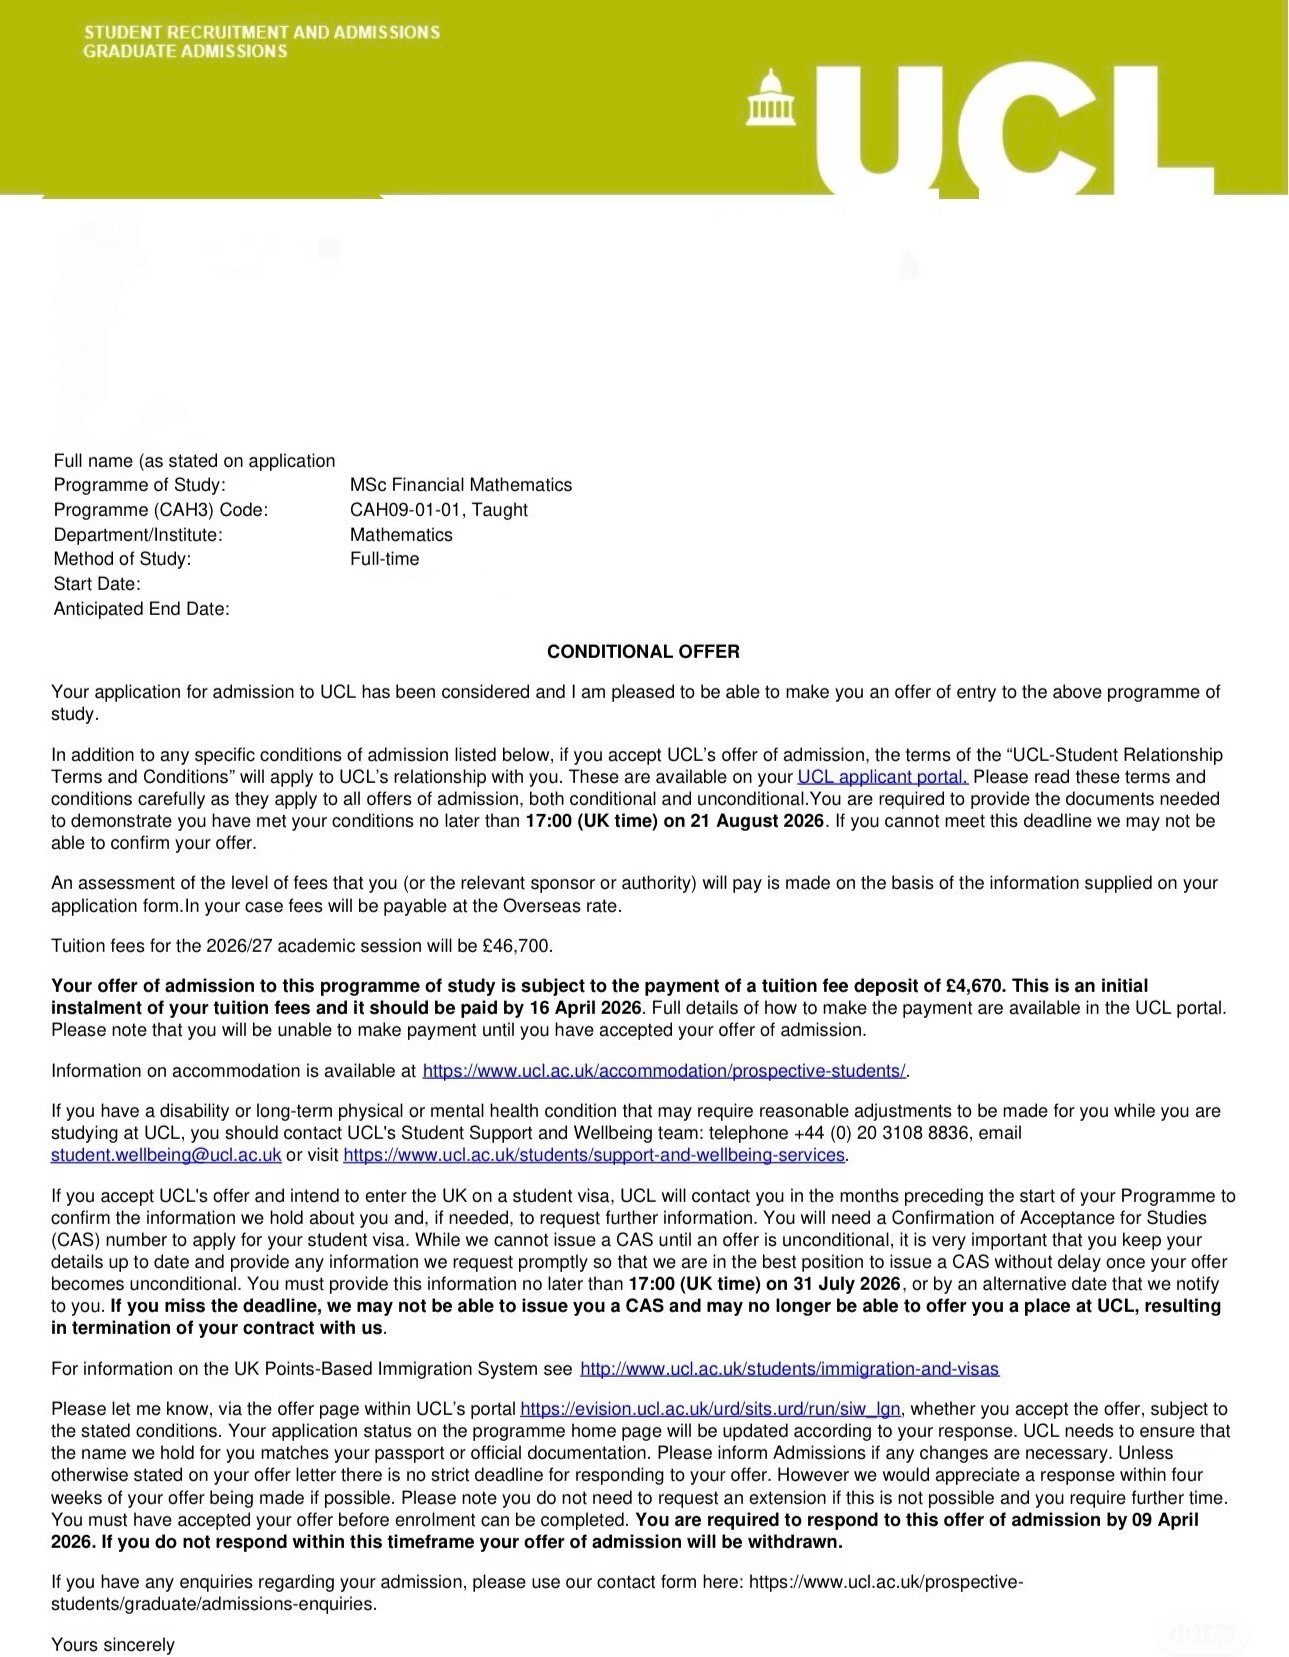 STUDENT RECRUITMENT AND ADMISSIONS
GRADUATE ADMISSIONS
UCL
Full name (as stated on application
Programme of Study: MSc Financial Mathematics
Programme (CAH3) Code: CAH09-01-01, Taught
Department/Institute: Mathematics
Method of Study: Full-time
Start Date:
Anticipated End Date:
CONDITIONAL OFFER
Your application for admission to UCL has been considered and I am pleased to be able to make you an offer of entry to the above programme of
study.
In addition to any specific conditions of admission listed below, if you accept UCL’s offer of admission, the terms of the “UCL-Student Relationship
Terms and Conditions” will apply to UCL’s relationship with you. These are available on your UCL applicant portal. Please read these terms and
conditions carefully as they apply to all offers of admission, both conditional and unconditional.You are required to provide the documents needed
to demonstrate you have met your conditions no later than 17:00 (UK time) on 21 August 2026. If you cannot meet this deadline we may not be
able to confirm your offer.
An assessment of the level of fees that you (or the relevant sponsor or authority) will pay is made on the basis of the information supplied on your
application form.In your case fees will be payable at the Overseas rate.
Tuition fees for the 2026/27 academic session will be £46,700.
Your offer of admission to this programme of study is subject to the payment of a tuition fee deposit of £4,670. This is an initial
instalment of your tuition fees and it should be paid by 16 April 2026. Full details of how to make the payment are available in the UCL portal.
Please note that you will be unable to make payment until you have accepted your offer of admission.
Information on accommodation is available at https://www.ucl.ac.uk/accommodation/prospective-students/.
If you have a disability or long-term physical or mental health condition that may require reasonable adjustments to be made for you while you are
studying at UCL, you should contact UCL's Student Support and Wellbeing team: telephone +44 (0) 20 3108 8836, email
student.wellbeing@ucl.ac.uk or visit https://www.ucl.ac.uk/students/support-and-wellbeing-services.
If you accept UCL's offer and intend to enter the UK on a student visa, UCL will contact you in the months preceding the start of your Programme to
confirm the information we hold about you and, if needed, to request further information. You will need a Confirmation of Acceptance for Studies
(CAS) number to apply for your student visa. While we cannot issue a CAS until an offer is unconditional, it is very important that you keep your
details up to date and provide any information we request promptly so that we are in the best position to issue a CAS without delay once your offer
becomes unconditional. You must provide this information no later than 17:00 (UK time) on 31 July 2026, or by an alternative date that we notify
to you. If you miss the deadline, we may not be able to issue you a CAS and may no longer be able to offer you a place at UCL, resulting
in termination of your contract with us.
For information on the UK Points-Based Immigration System see http://www.ucl.ac.uk/students/immigration-and-visas
Please let me know, via the offer page within UCL’s portal https://evision.ucl.ac.uk/urd/sits.urd/run/siw_lgn, whether you accept the offer, subject to
the stated conditions. Your application status on the programme home page will be updated according to your response. UCL needs to ensure that
the name we hold for you matches your passport or official documentation. Please inform Admissions if any changes are necessary. Unless
otherwise stated on your offer letter there is no strict deadline for responding to your offer. However we would appreciate a response within four
weeks of your offer being made if possible. Please note you do not need to request an extension if this is not possible and you require further time.
You must have accepted your offer before enrolment can be completed. You are required to respond to this offer of admission by 09 April
2026. If you do not respond within this timeframe your offer of admission will be withdrawn.
If you have any enquiries regarding your admission, please use our contact form here: https://www.ucl.ac.uk/prospective-
students/graduate/admissions-enquiries.
Yours sincerely